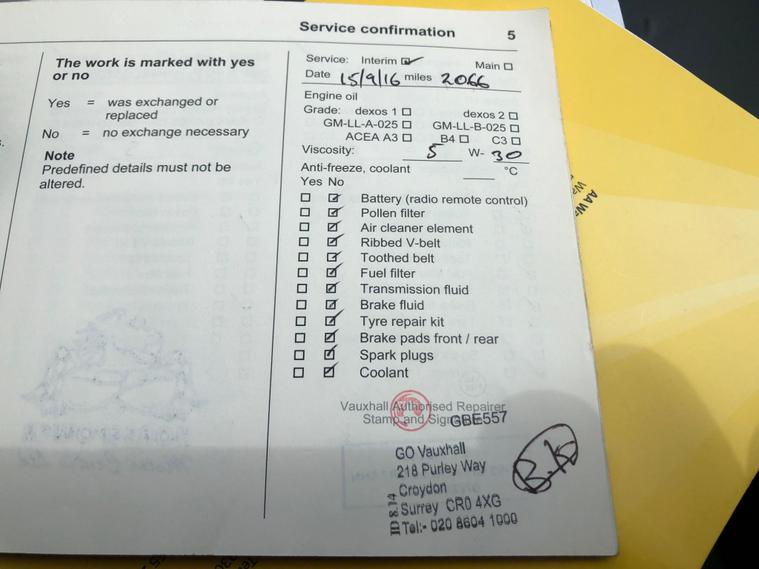 Service confirmation 5
The work is marked with yes
or no
Yes = was exchanged or
replaced
No = no exchange necessary
Note
Predefined details must not be
altered.
Service: Interim Main
Date 15/9/16 miles 2066
Engine oil
Grade: dexos 1 dexos 2
GM-LL-A-025 GM-LL-B-025
ACEA A3 B4 C3
Viscosity: 5 W- 30
Anti-freeze, coolant °C
Yes No
Battery (radio remote control)
Pollen filter
Air cleaner element
Ribbed V-belt
Toothed belt
Fuel filter
Transmission fluid
Brake fluid
Tyre repair kit
Brake pads front / rear
Spark plugs
Coolant
Vauxhall Authorised Repairer
Stamp and GBE557
GO Vauxhall
218 Purley Way
Croydon
Surrey CR0 4XG
Tel:- 020 8604 1000
AA